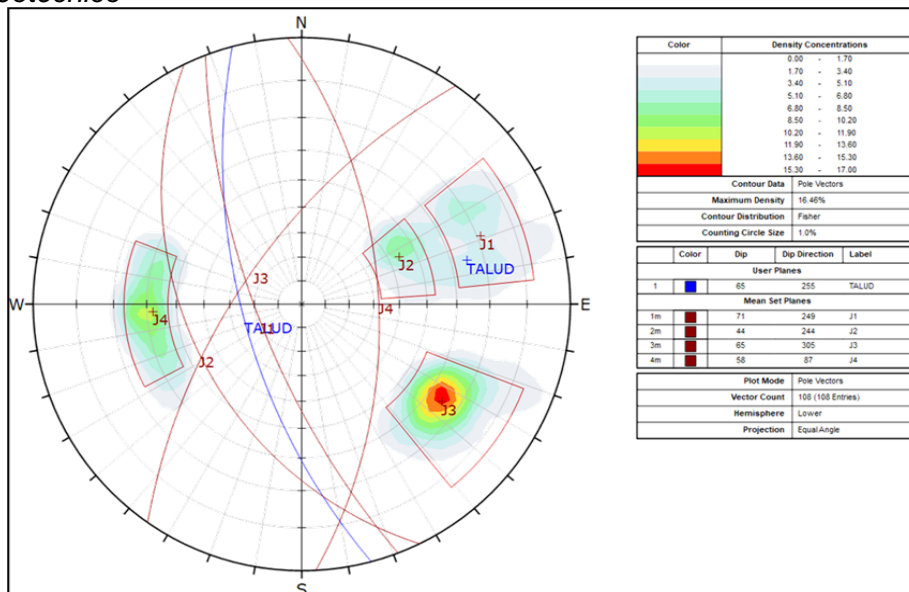 N
W
E
S
J3
J4
TALUD
J2
J1
J2
TALUD
J4
J3
Color Density Concentrations
0.00 - 1.70
1.70 - 3.40
3.40 - 5.10
5.10 - 6.80
6.80 - 8.50
8.50 - 10.20
10.20 - 11.90
11.90 - 13.60
13.60 - 15.30
15.30 - 17.00
Contour Data Pole Vectors
Maximum Density 16.46%
Contour Distribution Fisher
Counting Circle Size 1.0%
Color Dip Dip Direction Label
User Planes
1 65 255 TALUD
Mean Set Planes
1m 71 249 J1
2m 44 244 J2
3m 65 305 J3
4m 58 87 J4
Plot Mode Pole Vectors
Vector Count 108 (108 Entries)
Hemisphere Lower
Projection Equal Angle